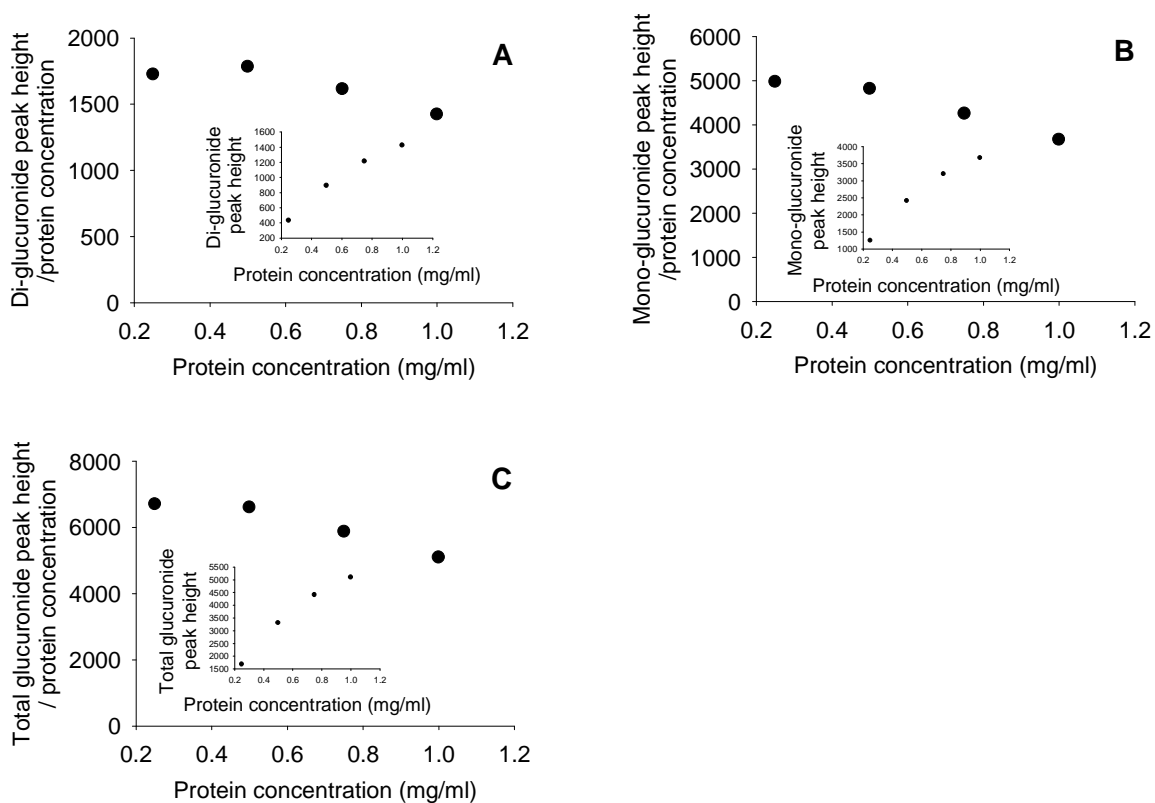 A
Di-glucuronide peak height
/protein concentration
2000
1500
1000
500
0
0.2 0.4 0.6 0.8 1.0 1.2
Protein concentration (mg/ml)
Di-glucuronide
peak height
1600
1400
1200
1000
800
600
400
200
0.2 0.4 0.6 0.8 1.0 1.2
Protein concentration (mg/ml)
B
Mono-glucuronide peak height
/protein concentration
6000
5000
4000
3000
2000
1000
0
0.2 0.4 0.6 0.8 1.0 1.2
Protein concentration (mg/ml)
Mono-glucuronide
peak height
4000
3500
3000
2500
2000
1500
1000
0.2 0.4 0.6 0.8 1.0 1.2
Protein concentration (mg/ml)
C
Total glucuronide peak height
/ protein concentration
8000
6000
4000
2000
0
0.2 0.4 0.6 0.8 1.0 1.2
Protein concentration (mg/ml)
Total glucuronide
peak height
5500
5000
4500
4000
3500
3000
2500
2000
1500
0.2 0.4 0.6 0.8 1.0 1.2
Protein concentration (mg/ml)